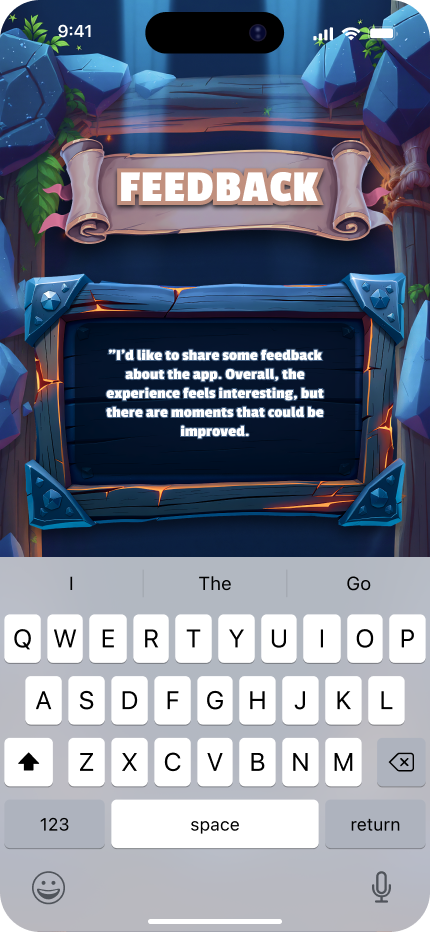 9:41
FEEDBACK
"I'd like to share some feedback
about the app. Overall, the
experience feels interesting, but
there are moments that could be
improved.
I The Go
Q W E R T Y U I O P
A S D F G H J K L
Z X C V B N M
123 space return